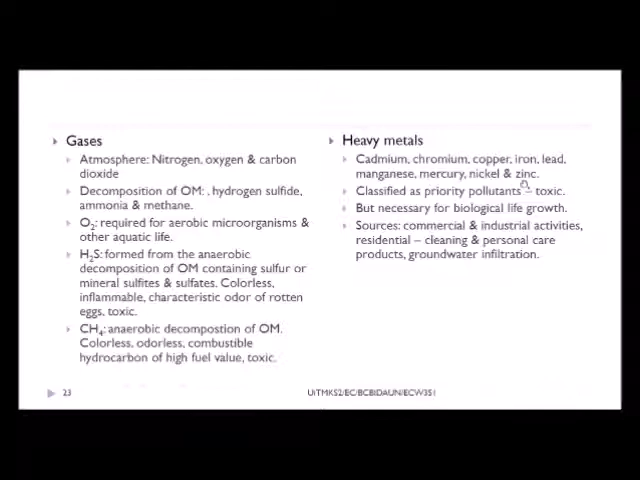 Gases
Atmosphere: Nitrogen, oxygen & carbon
dioxide
Decomposition of OM: , hydrogen sulfide,
ammonia & methane.
O2: required for aerobic microorganisms &
other aquatic life.
H2S: formed from the anaerobic
decomposition of OM containing sulfur or
mineral sulfites & sulfates. Colorless,
inflammable, characteristic odor of rotten
eggs, toxic.
CH4: anaerobic decompostion of OM.
Colorless, odorless, combustible
hydrocarbon of high fuel value, toxic.
Heavy metals
Cadmium, chromium, copper, iron, lead,
manganese, mercury, nickel & zinc.
Classified as priority pollutants – toxic.
But necessary for biological life growth.
Sources: commercial & industrial activities,
residential – cleaning & personal care
products, groundwater infiltration.
23
UiTMKS2/EC/BCBIDAUN/ECW351